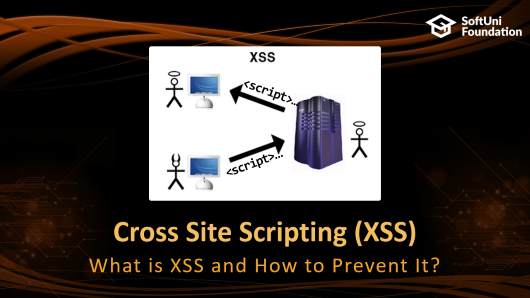 SoftUni
Foundation
XSS
<script>...
<script>...
Cross Site Scripting (XSS)
What is XSS and How to Prevent It?